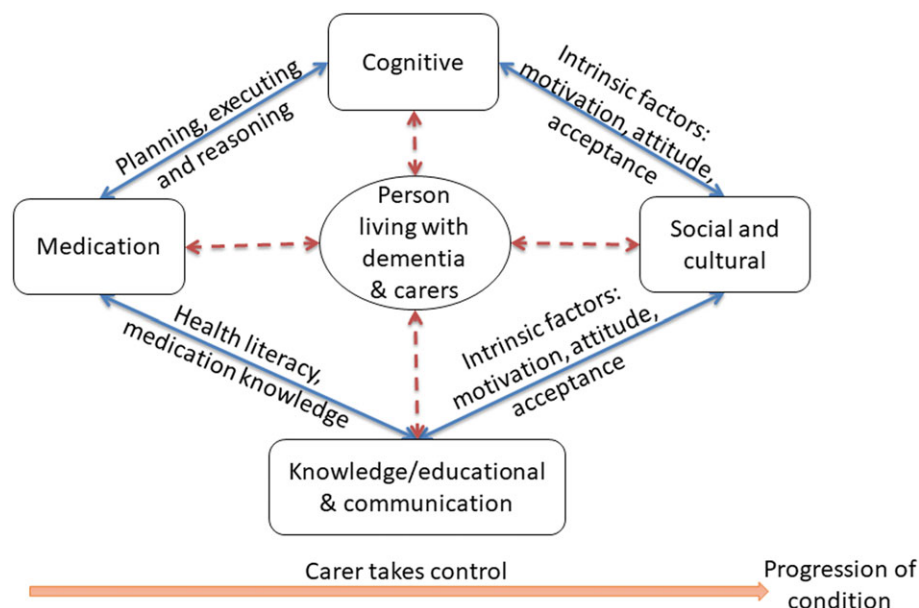 Cognitive
Planning, executing
and reasoning
Intrinsic factors:
motivation, attitude,
acceptance
Medication
Person
living with
dementia
& carers
Social and
cultural
Health literacy,
medication knowledge
Intrinsic factors:
motivation, attitude,
acceptance
Knowledge/educational
& communication
Carer takes control
Progression of
condition